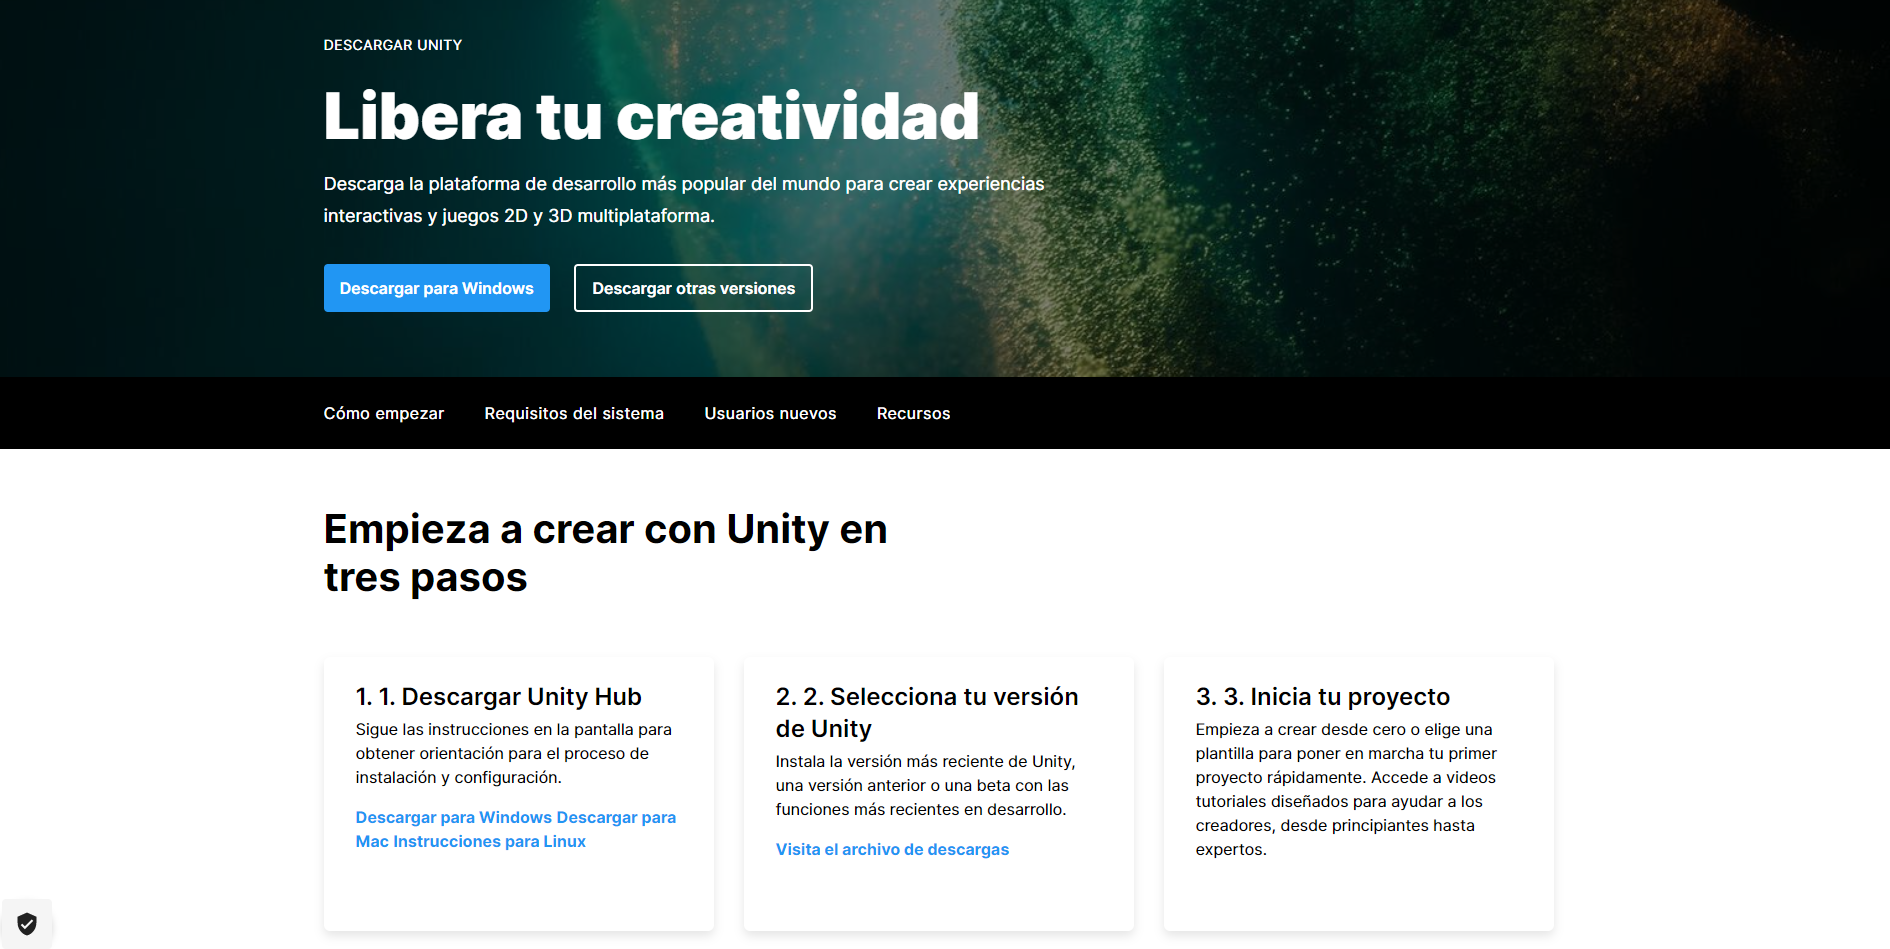 DESCARGAR UNITY
Libera tu creatividad
Descarga la plataforma de desarrollo más popular del mundo para crear experiencias
interactivas y juegos 2D y 3D multiplataforma.
Descargar para Windows
Descargar otras versiones
Cómo empezar
Requisitos del sistema
Usuarios nuevos
Recursos
Empieza a crear con Unity en
tres pasos
1. 1. Descargar Unity Hub
Sigue las instrucciones en la pantalla para
obtener orientación para el proceso de
instalación y configuración.
Descargar para Windows Descargar para
Mac Instrucciones para Linux
2. 2. Selecciona tu versión
de Unity
Instala la versión más reciente de Unity,
una versión anterior o una beta con las
funciones más recientes en desarrollo.
Visita el archivo de descargas
3. 3. Inicia tu proyecto
Empieza a crear desde cero o elige una
plantilla para poner en marcha tu primer
proyecto rápidamente. Accede a videos
tutoriales diseñados para ayudar a los
creadores, desde principiantes hasta
expertos.